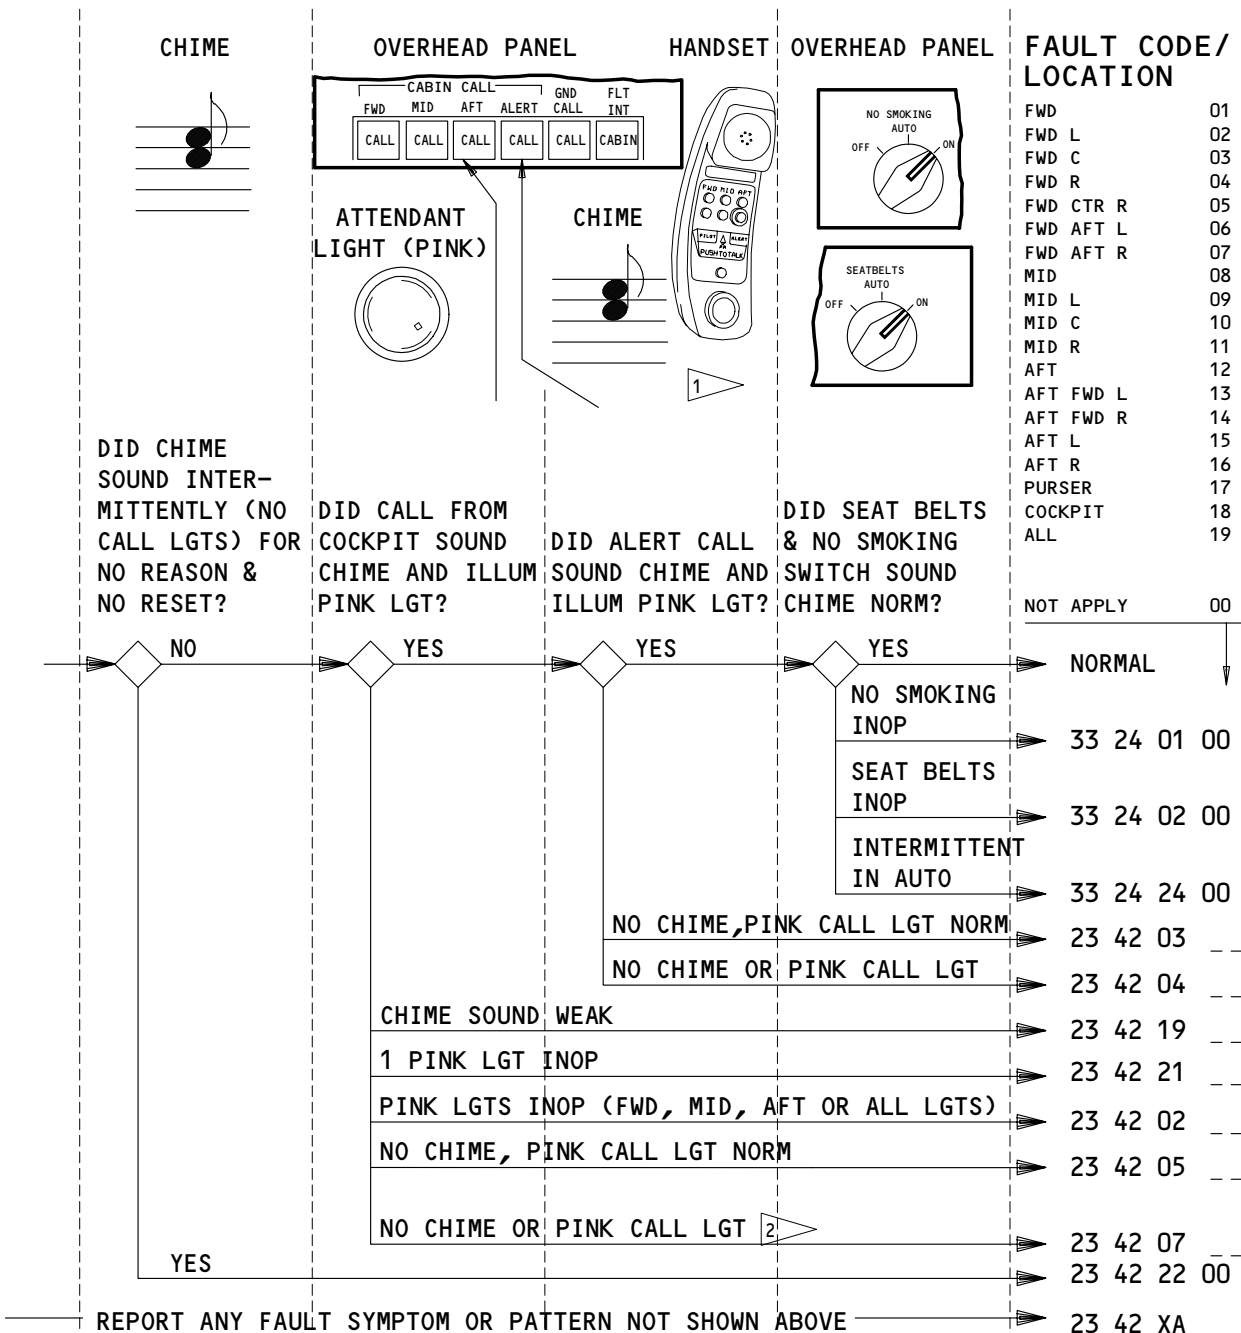 CHIME
OVERHEAD PANEL
HANDSET
OVERHEAD PANEL
FAULT CODE/
LOCATION
CABIN CALL
FWD MID AFT ALERT
GND
CALL
FLT
INT
CALL CALL CALL CALL CALL CABIN
ATTENDANT
LIGHT (PINK)
CHIME
FWD MID AFT
PILOT ALERT
PUSHTOTALK
1
NO SMOKING
AUTO
OFF ON
SEATBELTS
AUTO
OFF ON
FWD 01
FWD L 02
FWD C 03
FWD R 04
FWD CTR R 05
FWD AFT L 06
FWD AFT R 07
MID 08
MID L 09
MID C 10
MID R 11
AFT 12
AFT FWD L 13
AFT FWD R 14
AFT L 15
AFT R 16
PURSER 17
COCKPIT 18
ALL 19
NOT APPLY 00
DID CHIME
SOUND INTER-
MITTENTLY (NO
CALL LGTS) FOR
NO REASON &
NO RESET?
DID CALL FROM
COCKPIT SOUND
CHIME AND ILLUM
PINK LGT?
DID ALERT CALL
SOUND CHIME AND
ILLUM PINK LGT?
DID SEAT BELTS
& NO SMOKING
SWITCH SOUND
CHIME NORM?
NO YES YES YES NORMAL
NO SMOKING
INOP
33 24 01 00
SEAT BELTS
INOP
33 24 02 00
INTERMITTENT
IN AUTO
33 24 24 00
NO CHIME,PINK CALL LGT NORM 23 42 03 _ _
NO CHIME OR PINK CALL LGT 23 42 04 _ _
CHIME SOUND WEAK 23 42 19 _ _
1 PINK LGT INOP 23 42 21 _ _
PINK LGTS INOP (FWD, MID, AFT OR ALL LGTS) 23 42 02 _ _
NO CHIME, PINK CALL LGT NORM 23 42 05 _ _
NO CHIME OR PINK CALL LGT 2 23 42 07 _ _
YES 23 42 22 00
REPORT ANY FAULT SYMPTOM OR PATTERN NOT SHOWN ABOVE 23 42 XA